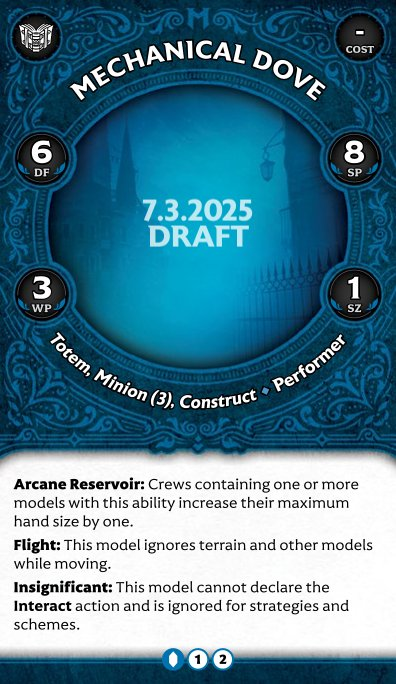 -
COST
MECHANICAL DOVE
6
DF
8
SP
7.3.2025
DRAFT
3
WP
1
SZ
Totem, Minion (3), Construct ♦ Performer
Arcane Reservoir: Crews containing one or more
models with this ability increase their maximum
hand size by one.
Flight: This model ignores terrain and other models
while moving.
Insignificant: This model cannot declare the
Interact action and is ignored for strategies and
schemes.
1 2